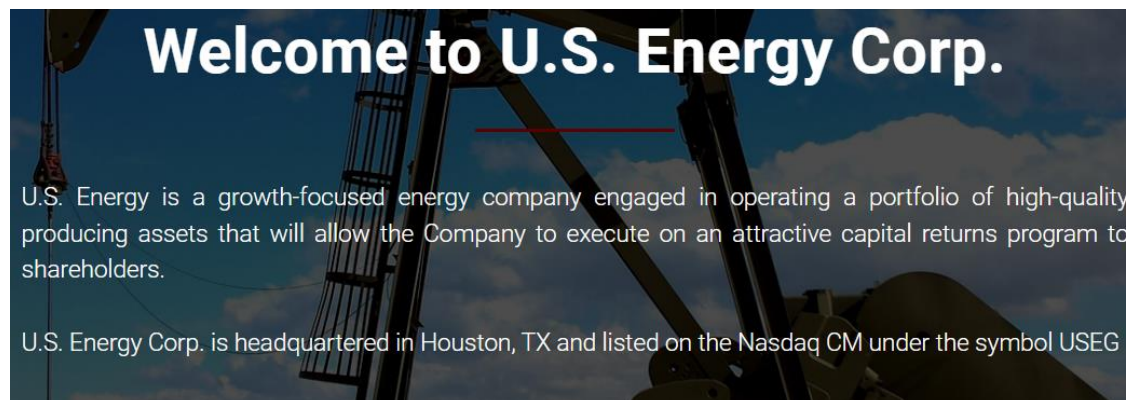 Welcome to U.S. Energy Corp.
U.S. Energy is a growth-focused energy company engaged in operating a portfolio of high-quality
producing assets that will allow the Company to execute on an attractive capital returns program to
shareholders.
U.S. Energy Corp. is headquartered in Houston, TX and listed on the Nasdaq CM under the symbol USEG